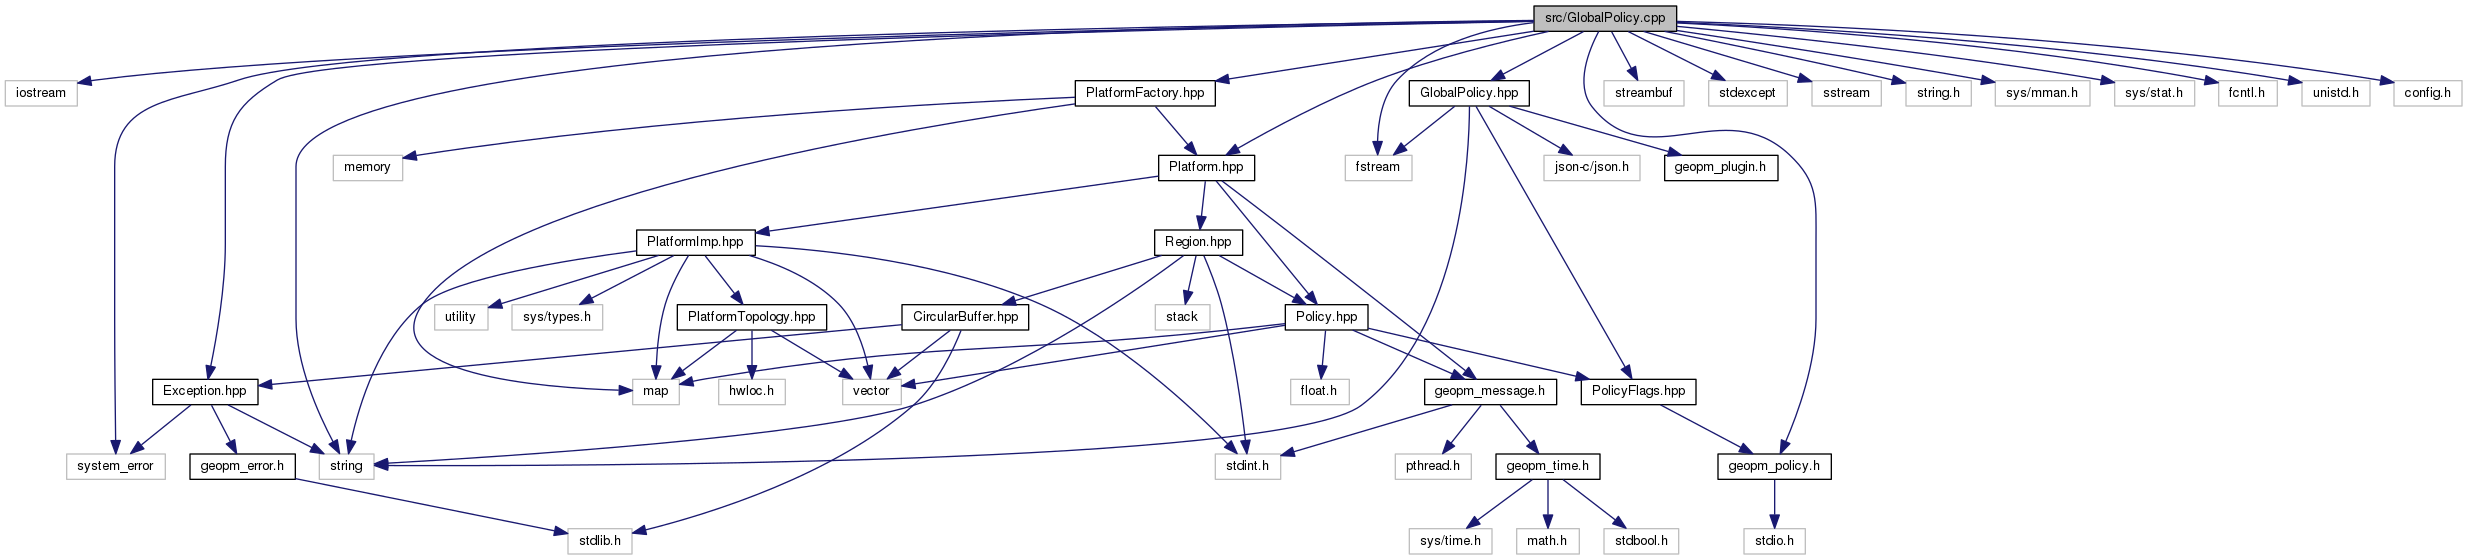 src/GlobalPolicy.cpp
iostream
PlatformFactory.hpp
GlobalPolicy.hpp
streambuf
stdexcept
sstream
string.h
sys/mman.h
sys/stat.h
fcntl.h
unistd.h
config.h
memory
Platform.hpp
fstream
json-c/json.h
geopm_plugin.h
PlatformImp.hpp
Region.hpp
utility
sys/types.h
PlatformTopology.hpp
CircularBuffer.hpp
stack
Policy.hpp
Exception.hpp
map
hwloc.h
vector
float.h
geopm_message.h
PolicyFlags.hpp
system_error
geopm_error.h
string
stdint.h
pthread.h
geopm_time.h
geopm_policy.h
stdlib.h
sys/time.h
math.h
stdbool.h
stdio.h